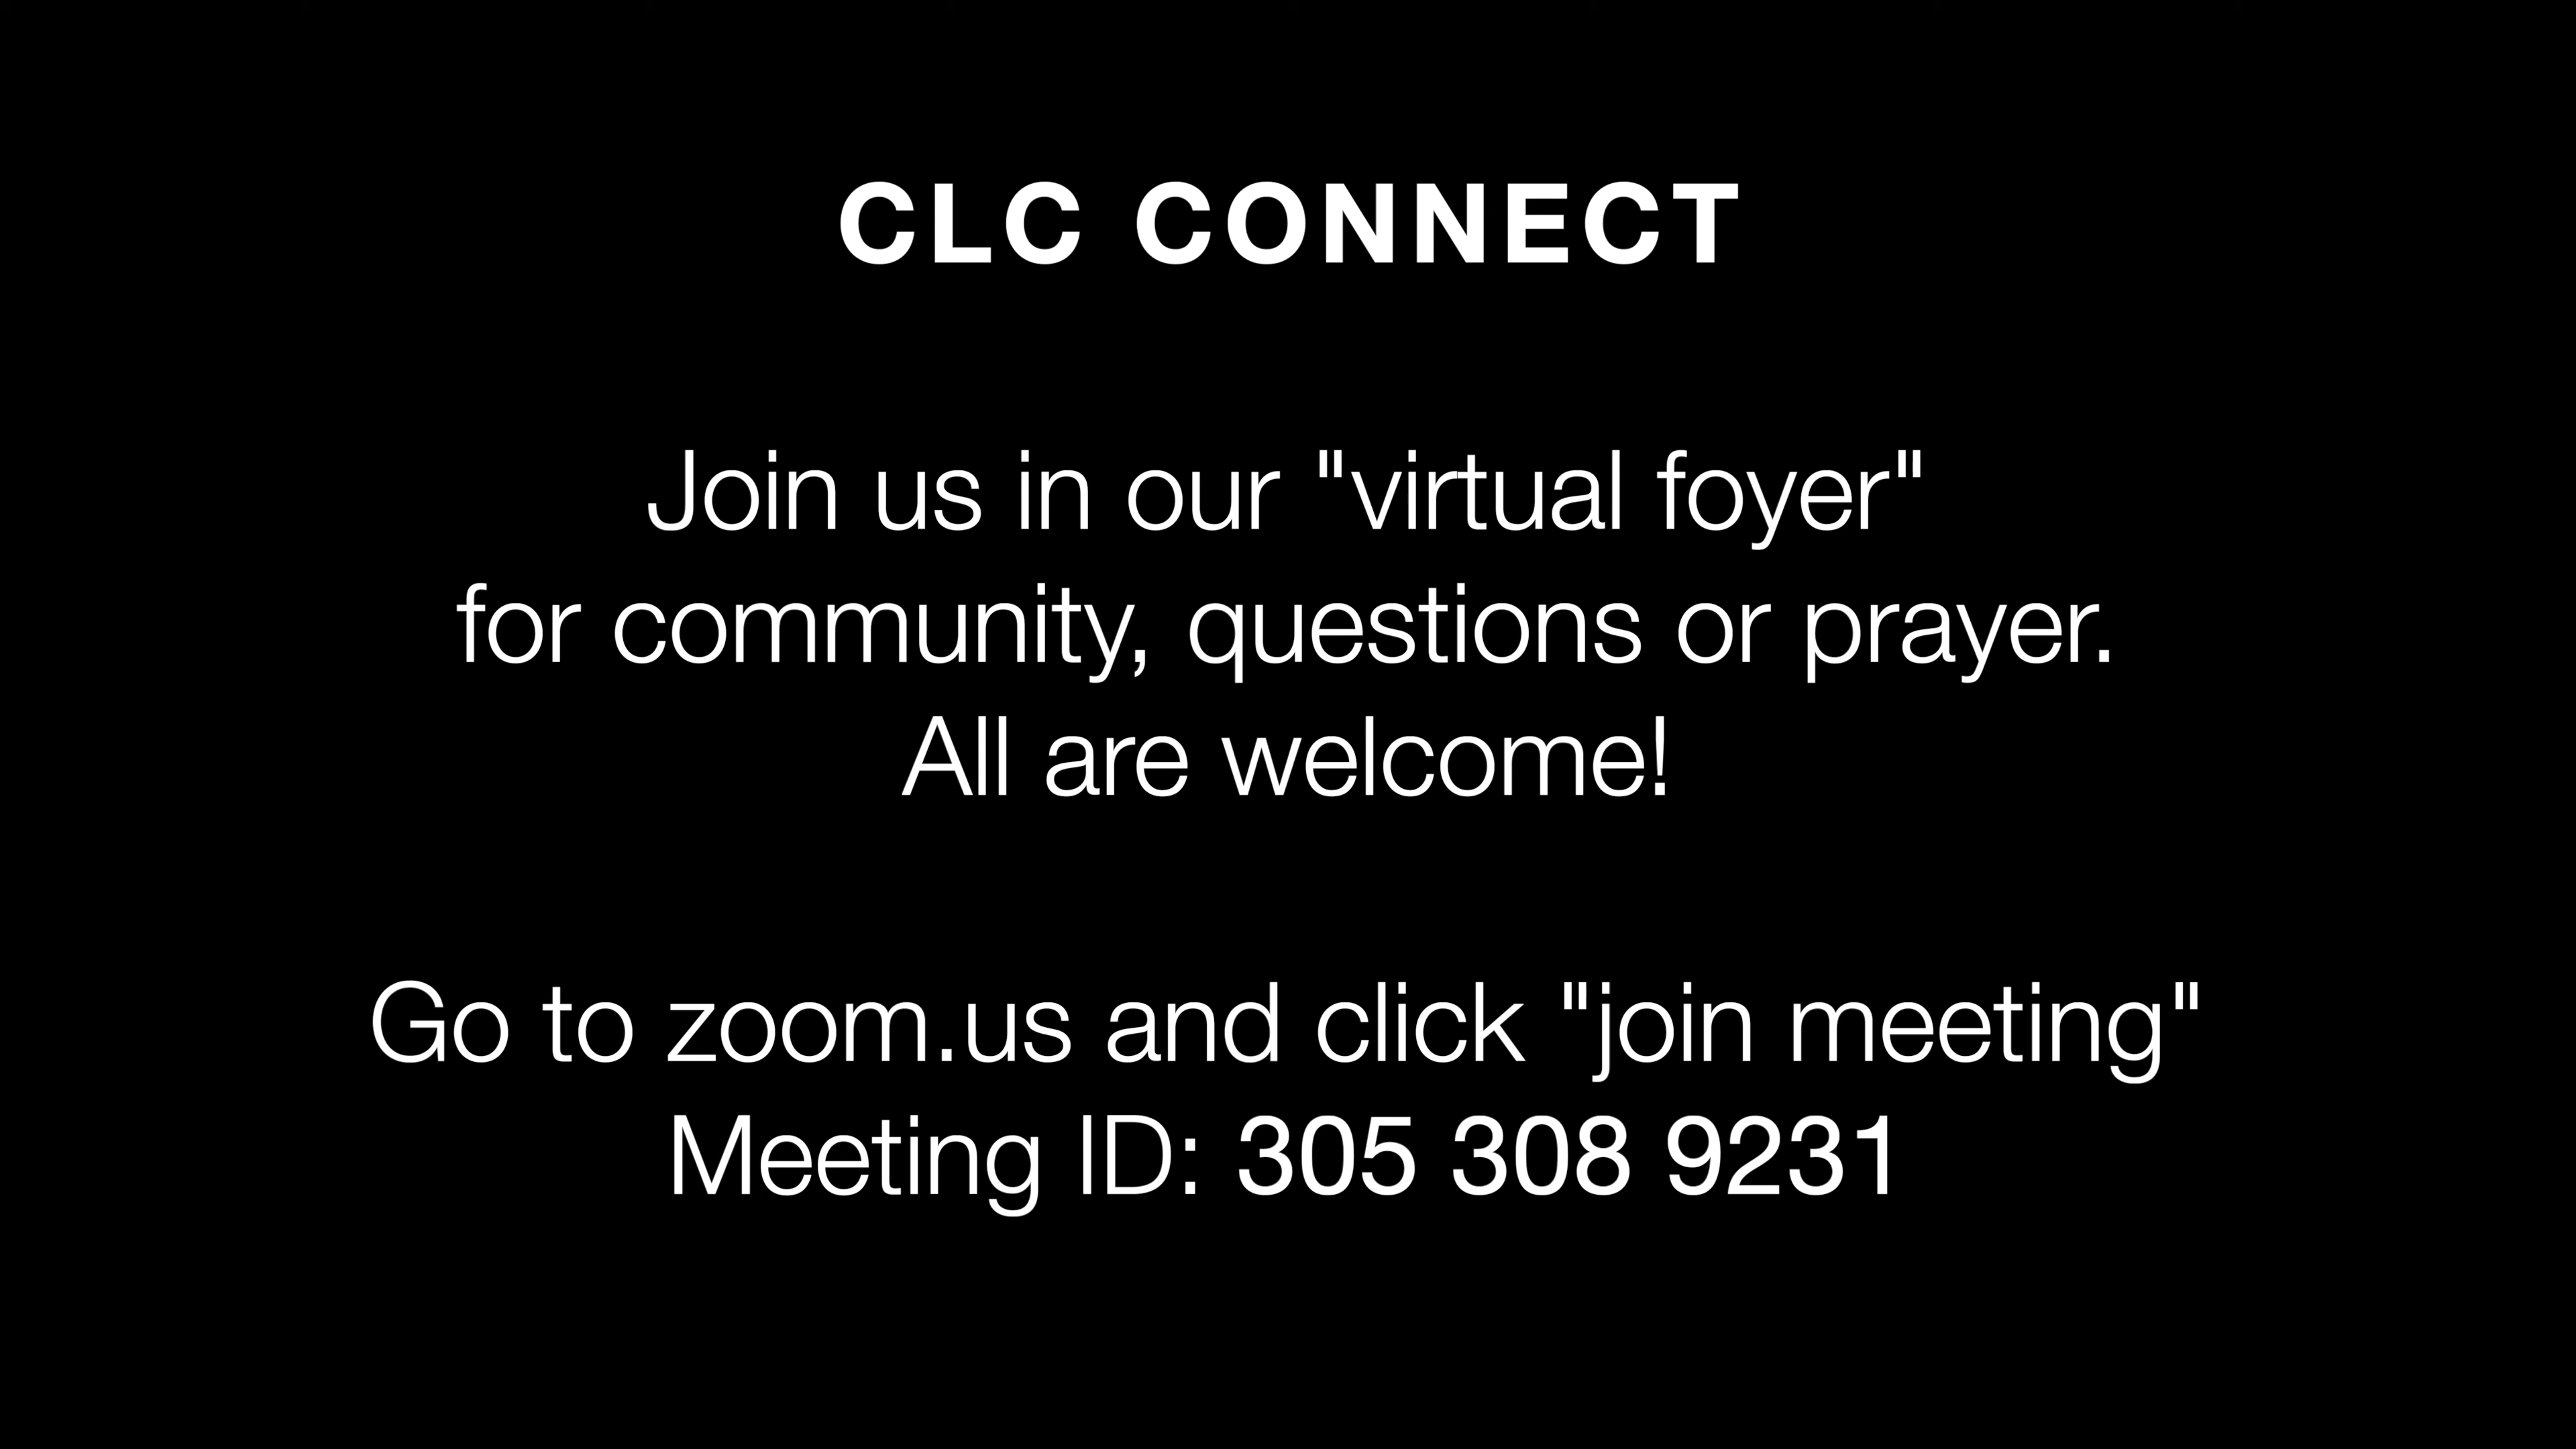 CLC CONNECT
Join us in our "virtual foyer"
for community, questions or prayer.
All are welcome!
Go to zoom.us and click "join meeting"
Meeting ID: 305 308 9231